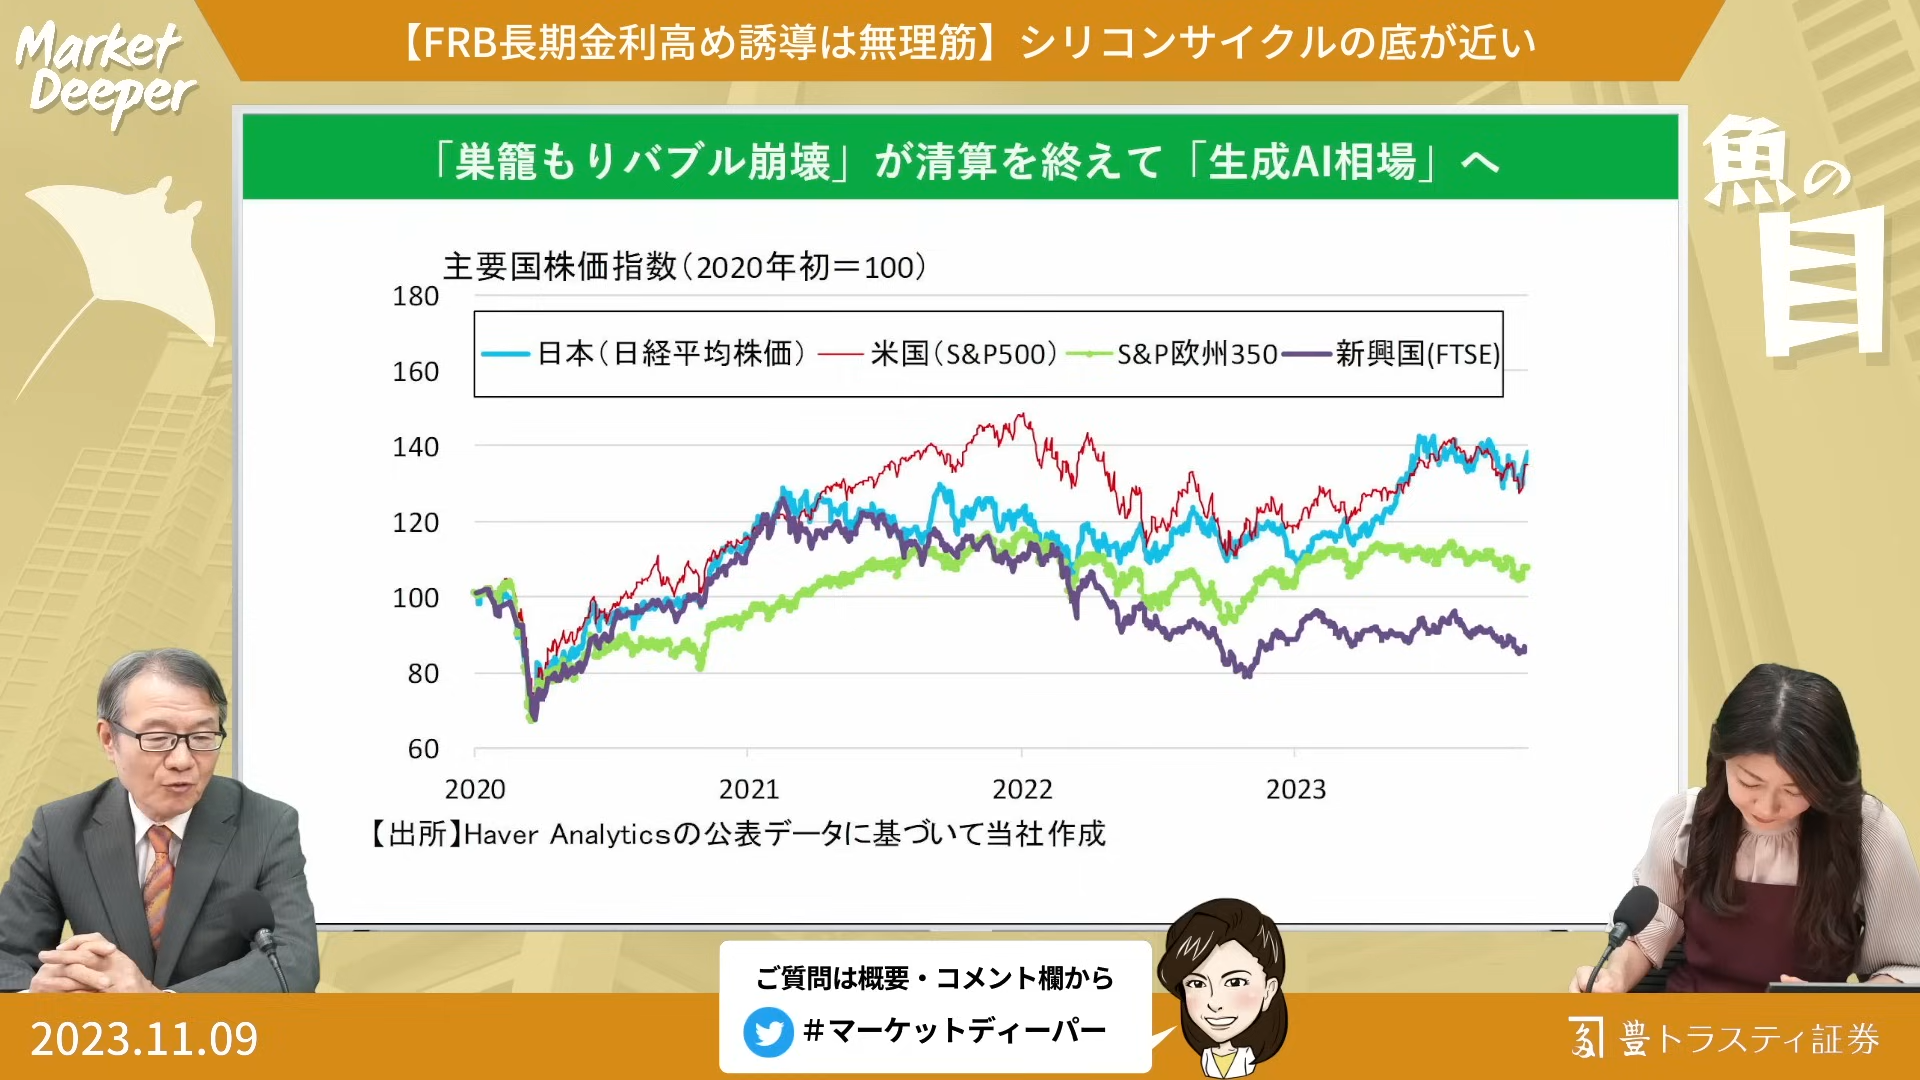 Market
Deeper
【FRB長期金利高め誘導は無理筋】シリコンサイクルの底が近い
魚の
目
「巣籠もりバブル崩壊」が清算を終えて「生成AI相場」へ
主要国株価指数（2020年初＝100）
180
160
140
120
100
80
60
日本（日経平均株価） 米国（S&P500） S&P欧州350 新興国(FTSE)
2020 2021 2022 2023
【出所】Haver Analyticsの公表データに基づいて当社作成
ご質問は概要・コメント欄から
＃マーケットディーパー
2023.11.09
豊トラスティ証券